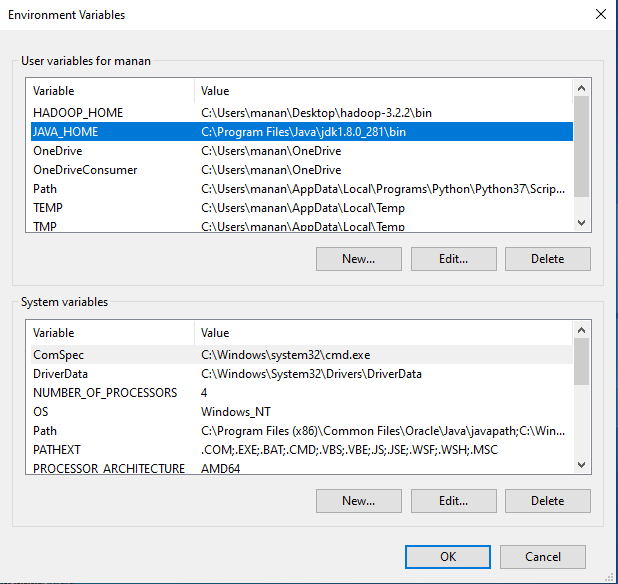 Environment Variables
User variables for manan
Variable Value
HADOOP_HOME C:\Users\manan\Desktop\hadoop-3.2.2\bin
JAVA_HOME C:\Program Files\Java\jdk1.8.0_281\bin
OneDrive C:\Users\manan\OneDrive
OneDriveConsumer C:\Users\manan\OneDrive
Path C:\Users\manan\AppData\Local\Programs\Python\Python37\Scrip...
TEMP C:\Users\manan\AppData\Local\Temp
TMP C:\Users\manan\AppData\Local\Temp
New... Edit... Delete
System variables
Variable Value
ComSpec C:\Windows\system32\cmd.exe
DriverData C:\Windows\System32\Drivers\DriverData
NUMBER_OF_PROCESSORS 4
OS Windows_NT
Path C:\Program Files (x86)\Common Files\Oracle\Java\javapath;C:\Win...
PATHEXT .COM;.EXE;.BAT;.CMD;.VBS;.VBE;.JS;.JSE;.WSF;.WSH;.MSC
PROCESSOR_ARCHITECTURE AMD64
New... Edit... Delete
OK Cancel